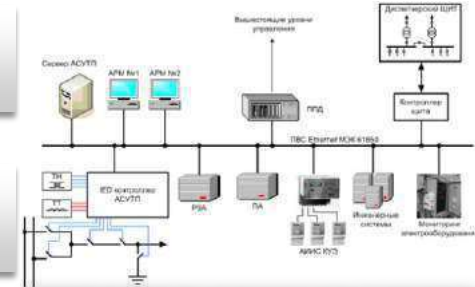 Диспетчерский ЩИТ
Вышестоящие уровни
управления
Сервер АСУТП
АРМ №1
АРМ №2
ППД
Контроллер
щита
ЛВС Ethernet МЭК 61850
ТН
ТТ
IED контроллер
АСУТП
РЗА
ПА
АИИС КУЭ
Инженерные
системы
Мониторинг
электрооборудования